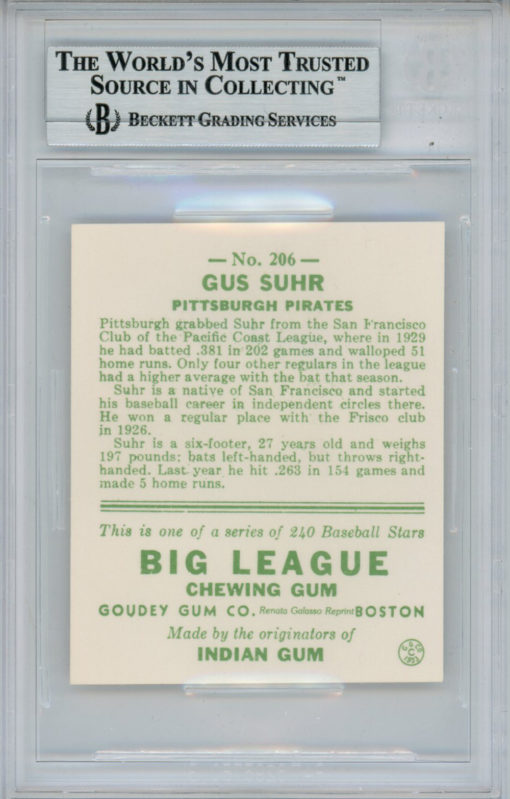 THE WORLD'S MOST TRUSTED
SOURCE IN COLLECTING™
B BECKETT GRADING SERVICES
— No. 206 —
GUS SUHR
PITTSBURGH PIRATES
Pittsburgh grabbed Suhr from the San Francisco
Club of the Pacific Coast League, where in 1929
he had batted .381 in 202 games and walloped 51
home runs. Only four other regulars in the league
had a higher average with the bat that season.
Suhr is a native of San Francisco and started
his baseball career in independent circles there.
He won a regular place with the Frisco club
in 1926.
Suhr is a six-footer, 27 years old and weighs
197 pounds; bats left-handed, but throws right-
handed. Last year he hit .263 in 154 games and
made 5 home runs.
This is one of a series of 240 Baseball Stars
BIG LEAGUE
CHEWING GUM
GOUDEY GUM CO. Renata Galasso Reprint BOSTON
Made by the originators of
INDIAN GUM